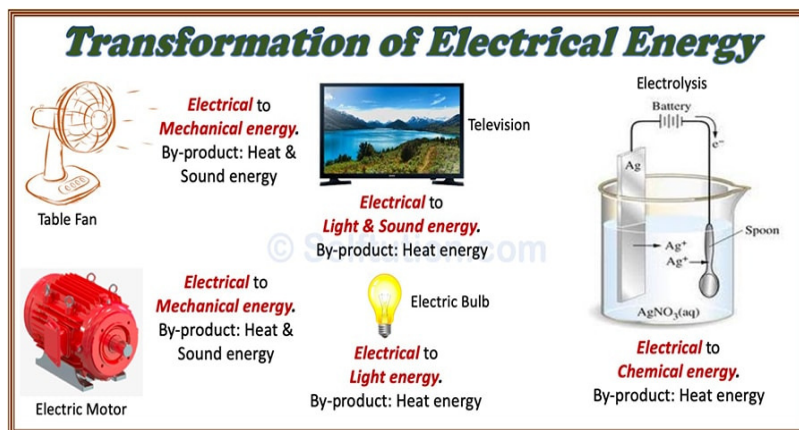 Transformation of Electrical Energy
Electrical to
Mechanical energy.
By-product: Heat &
Sound energy
Table Fan
Television
Electrical to
Light & Sound energy.
By-product: Heat energy
Electrolysis
Battery
e⁻
Ag
Ag⁺
Ag⁺
Spoon
AgNO₃(aq)
Electrical to
Chemical energy.
By-product: Heat energy
Electrical to
Mechanical energy.
By-product: Heat &
Sound energy
Electric Motor
Electric Bulb
Electrical to
Light energy.
By-product: Heat energy